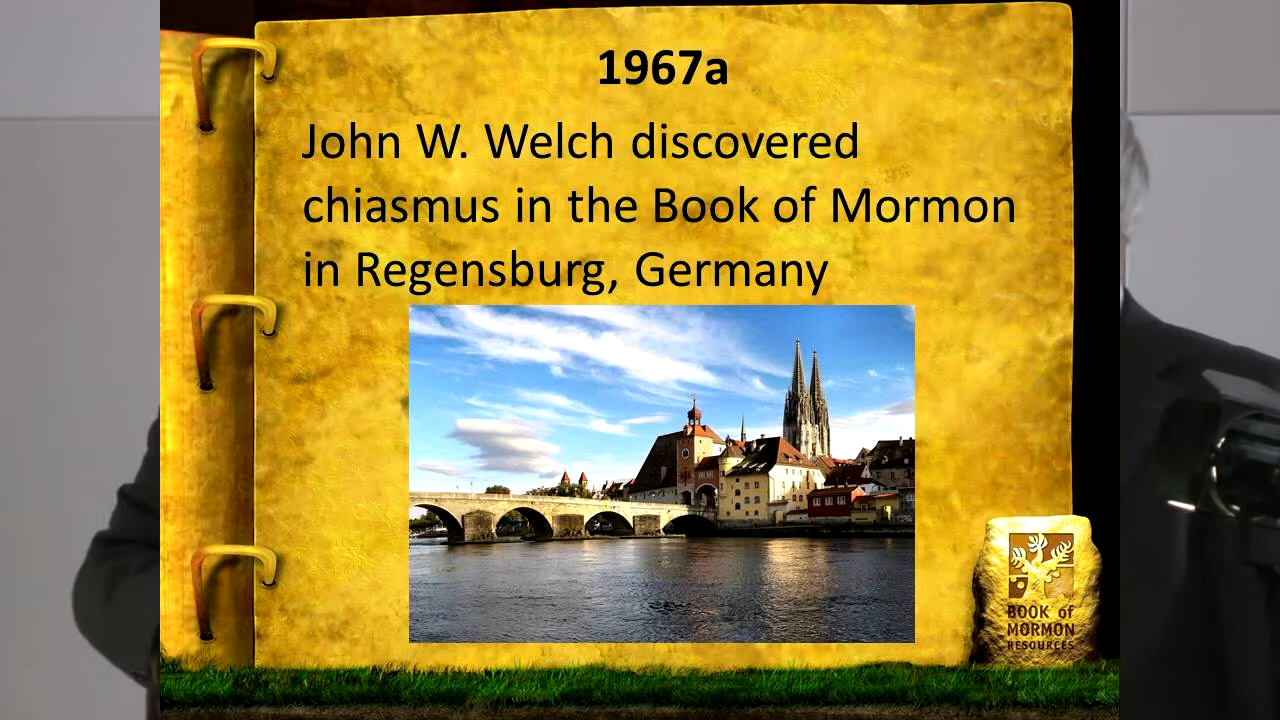 1967a
John W. Welch discovered
chiasmus in the Book of Mormon
in Regensburg, Germany
BOOK of
MORMON
RESOURCES